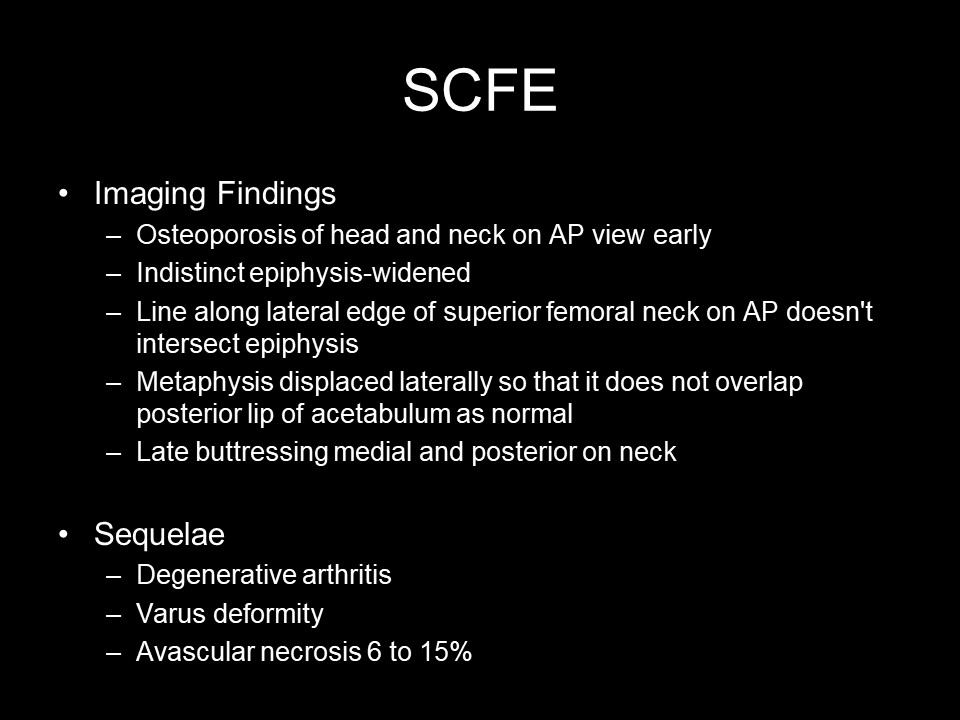 SCFE
• Imaging Findings
– Osteoporosis of head and neck on AP view early
– Indistinct epiphysis-widened
– Line along lateral edge of superior femoral neck on AP doesn't
intersect epiphysis
– Metaphysis displaced laterally so that it does not overlap
posterior lip of acetabulum as normal
– Late buttressing medial and posterior on neck
• Sequelae
– Degenerative arthritis
– Varus deformity
– Avascular necrosis 6 to 15%